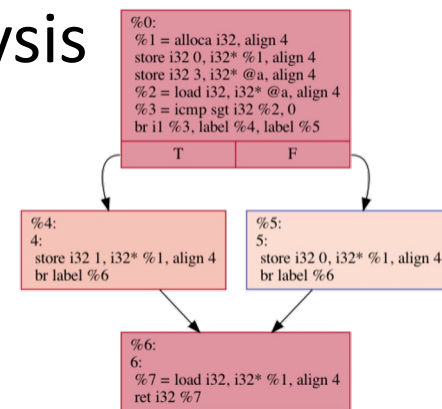 ysis
%0:
%1 = alloca i32, align 4
store i32 0, i32* %1, align 4
store i32 3, i32* @a, align 4
%2 = load i32, i32* @a, align 4
%3 = icmp sgt i32 %2, 0
br i1 %3, label %4, label %5
T F
%4:
4:
store i32 1, i32* %1, align 4
br label %6
%5:
5:
store i32 0, i32* %1, align 4
br label %6
%6:
6:
%7 = load i32, i32* %1, align 4
ret i32 %7